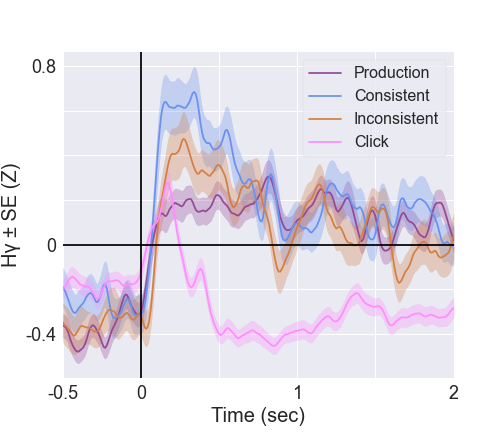 0.8
0
-0.4
Hγ ± SE (Z)
Production
Consistent
Inconsistent
Click
-0.5 0 1 2
Time (sec)